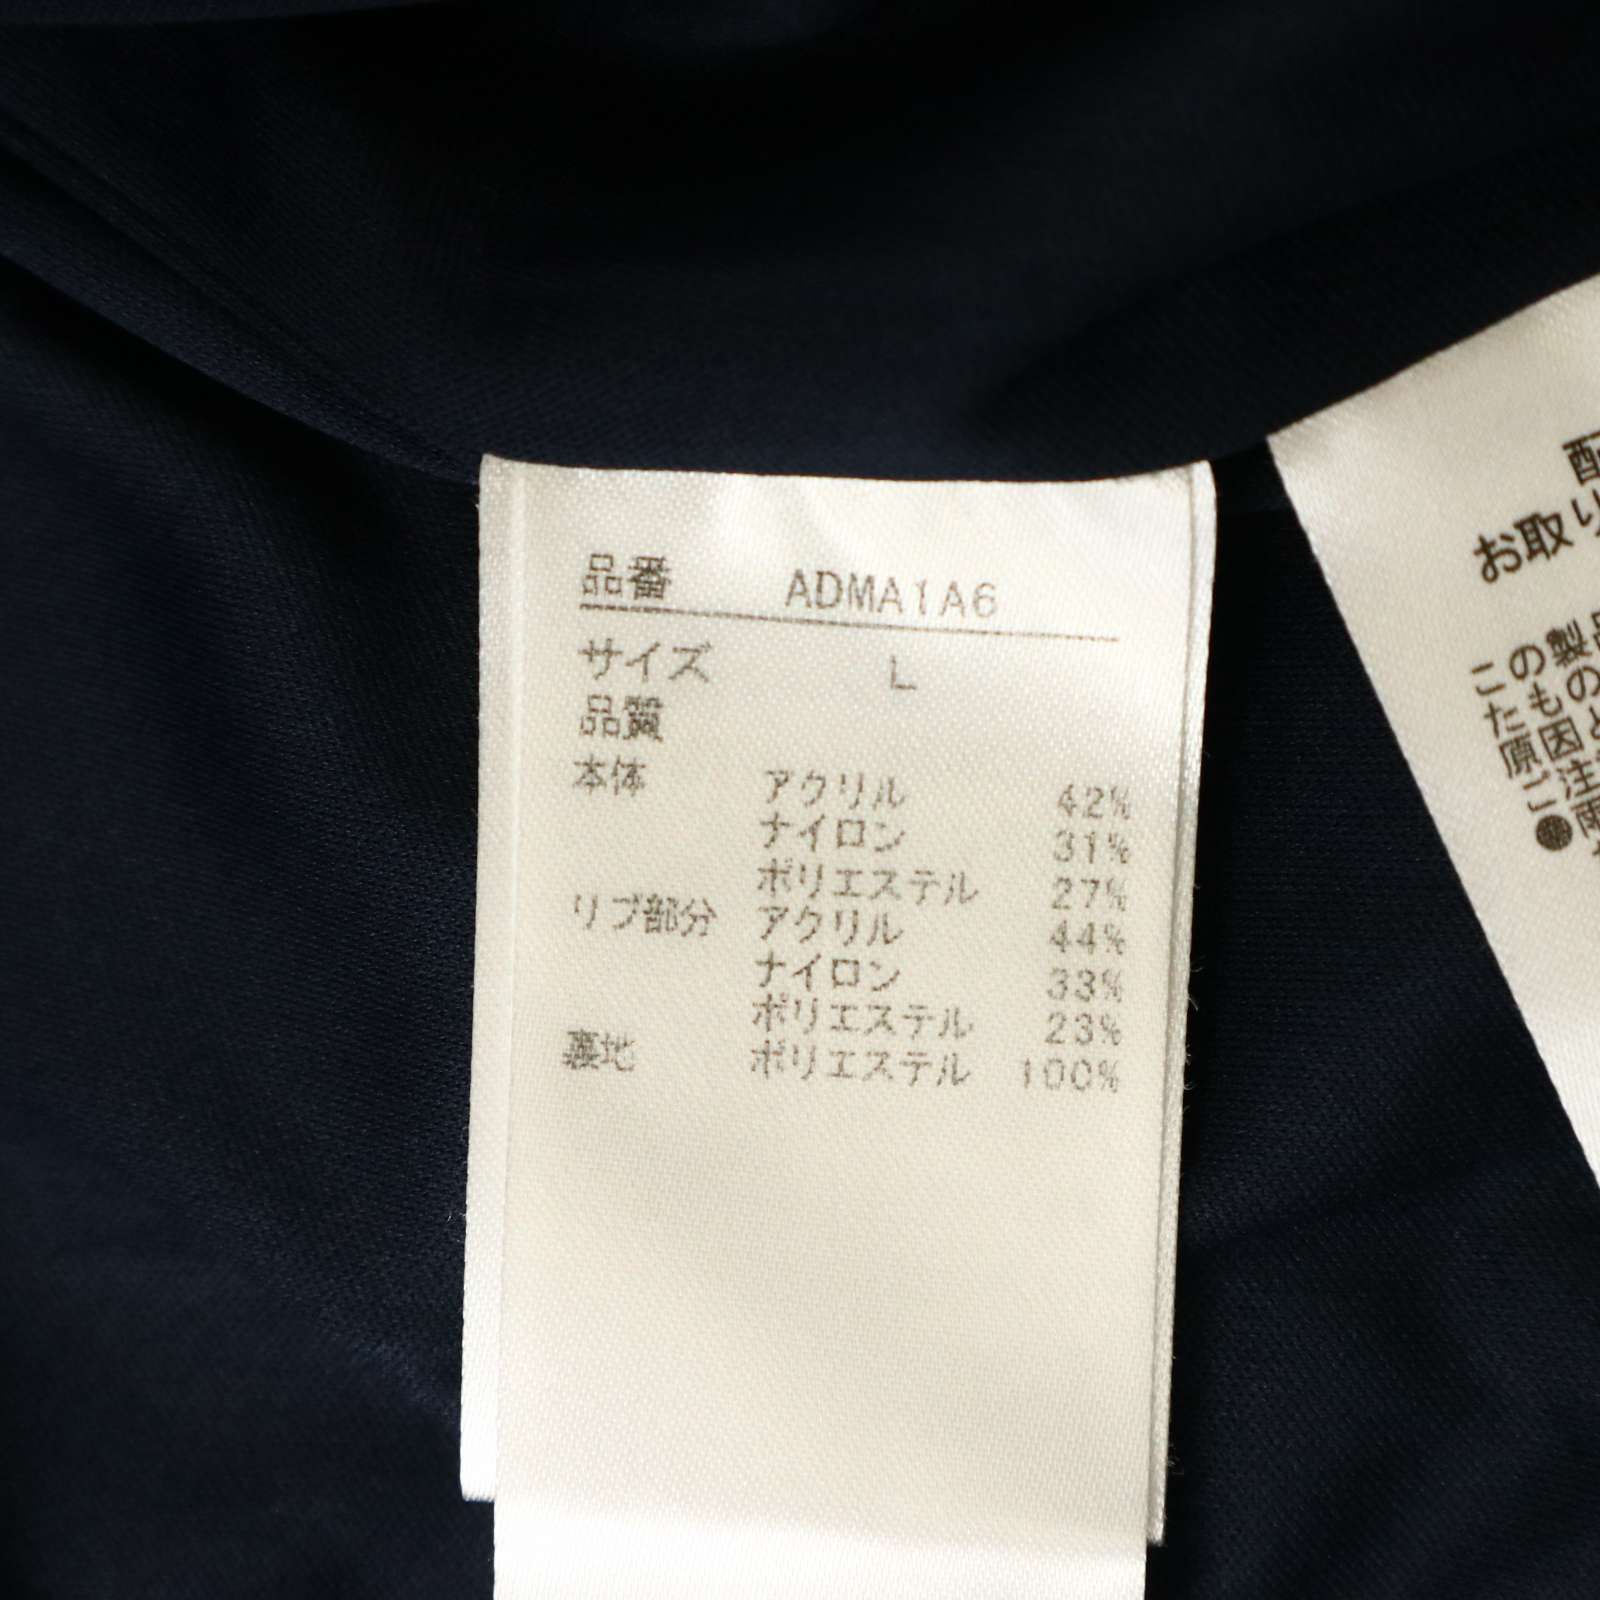 品番 ADMA1A6
サイズ L
品質
本体 アクリル 42%
ナイロン 31%
ポリエステル 27%
リブ部分 アクリル 44%
ナイロン 33%
ポリエステル 23%
裏地 ポリエステル 100%
お取り
この製品
たもの
原因と
ご注
●雨